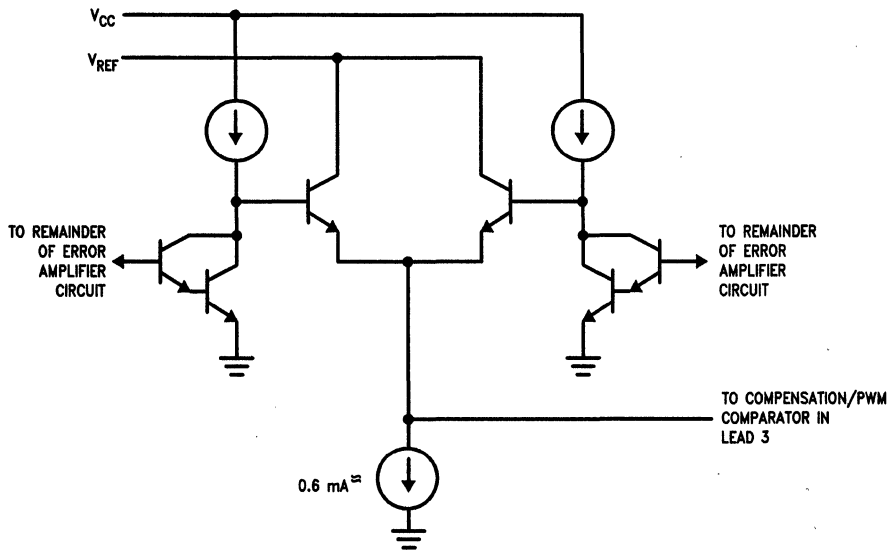 VCC
VREF
TO REMAINDER
OF ERROR
AMPLIFIER
CIRCUIT
TO REMAINDER
OF ERROR
AMPLIFIER
CIRCUIT
TO COMPENSATION/PWM
COMPARATOR IN
LEAD 3
0.6 mA≈